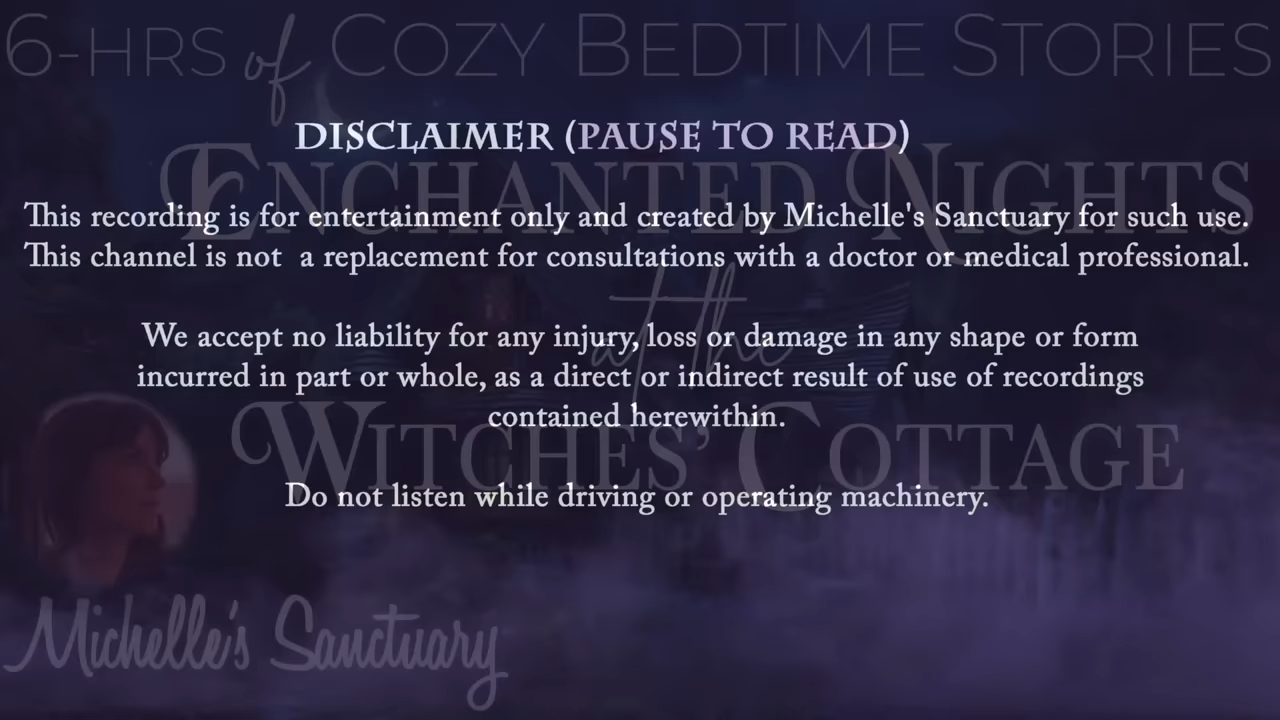 6-HRS of COZY BEDTIME STORIES
DISCLAIMER (PAUSE TO READ)
ENCHANTED NIGHTS
This recording is for entertainment only and created by Michelle's Sanctuary for such use.
This channel is not  a replacement for consultations with a doctor or medical professional.
at the
We accept no liability for any injury, loss or damage in any shape or form
incurred in part or whole, as a direct or indirect result of use of recordings
contained herewithin.
WITCHES' COTTAGE
Do not listen while driving or operating machinery.
Michelle's Sanctuary